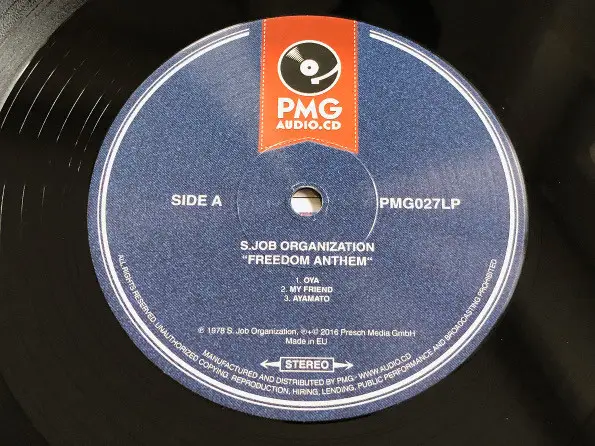 PMG
AUDIO.CD
SIDE A
PMG027LP
S.JOB ORGANIZATION
"FREEDOM ANTHEM"
1. OYA
2. MY FRIEND
3. AYAMATO
℗ 1978 S. Job Organization, ℗+© 2016 Presch Media GmbH
Made in EU
STEREO
ALL RIGHTS RESERVED. UNAUTHORIZED COPYING, REPRODUCTION, HIRING, LENDING, PUBLIC PERFORMANCE AND BROADCASTING PROHIBITED
MANUFACTURED AND DISTRIBUTED BY PMG - WWW.AUDIO.CD